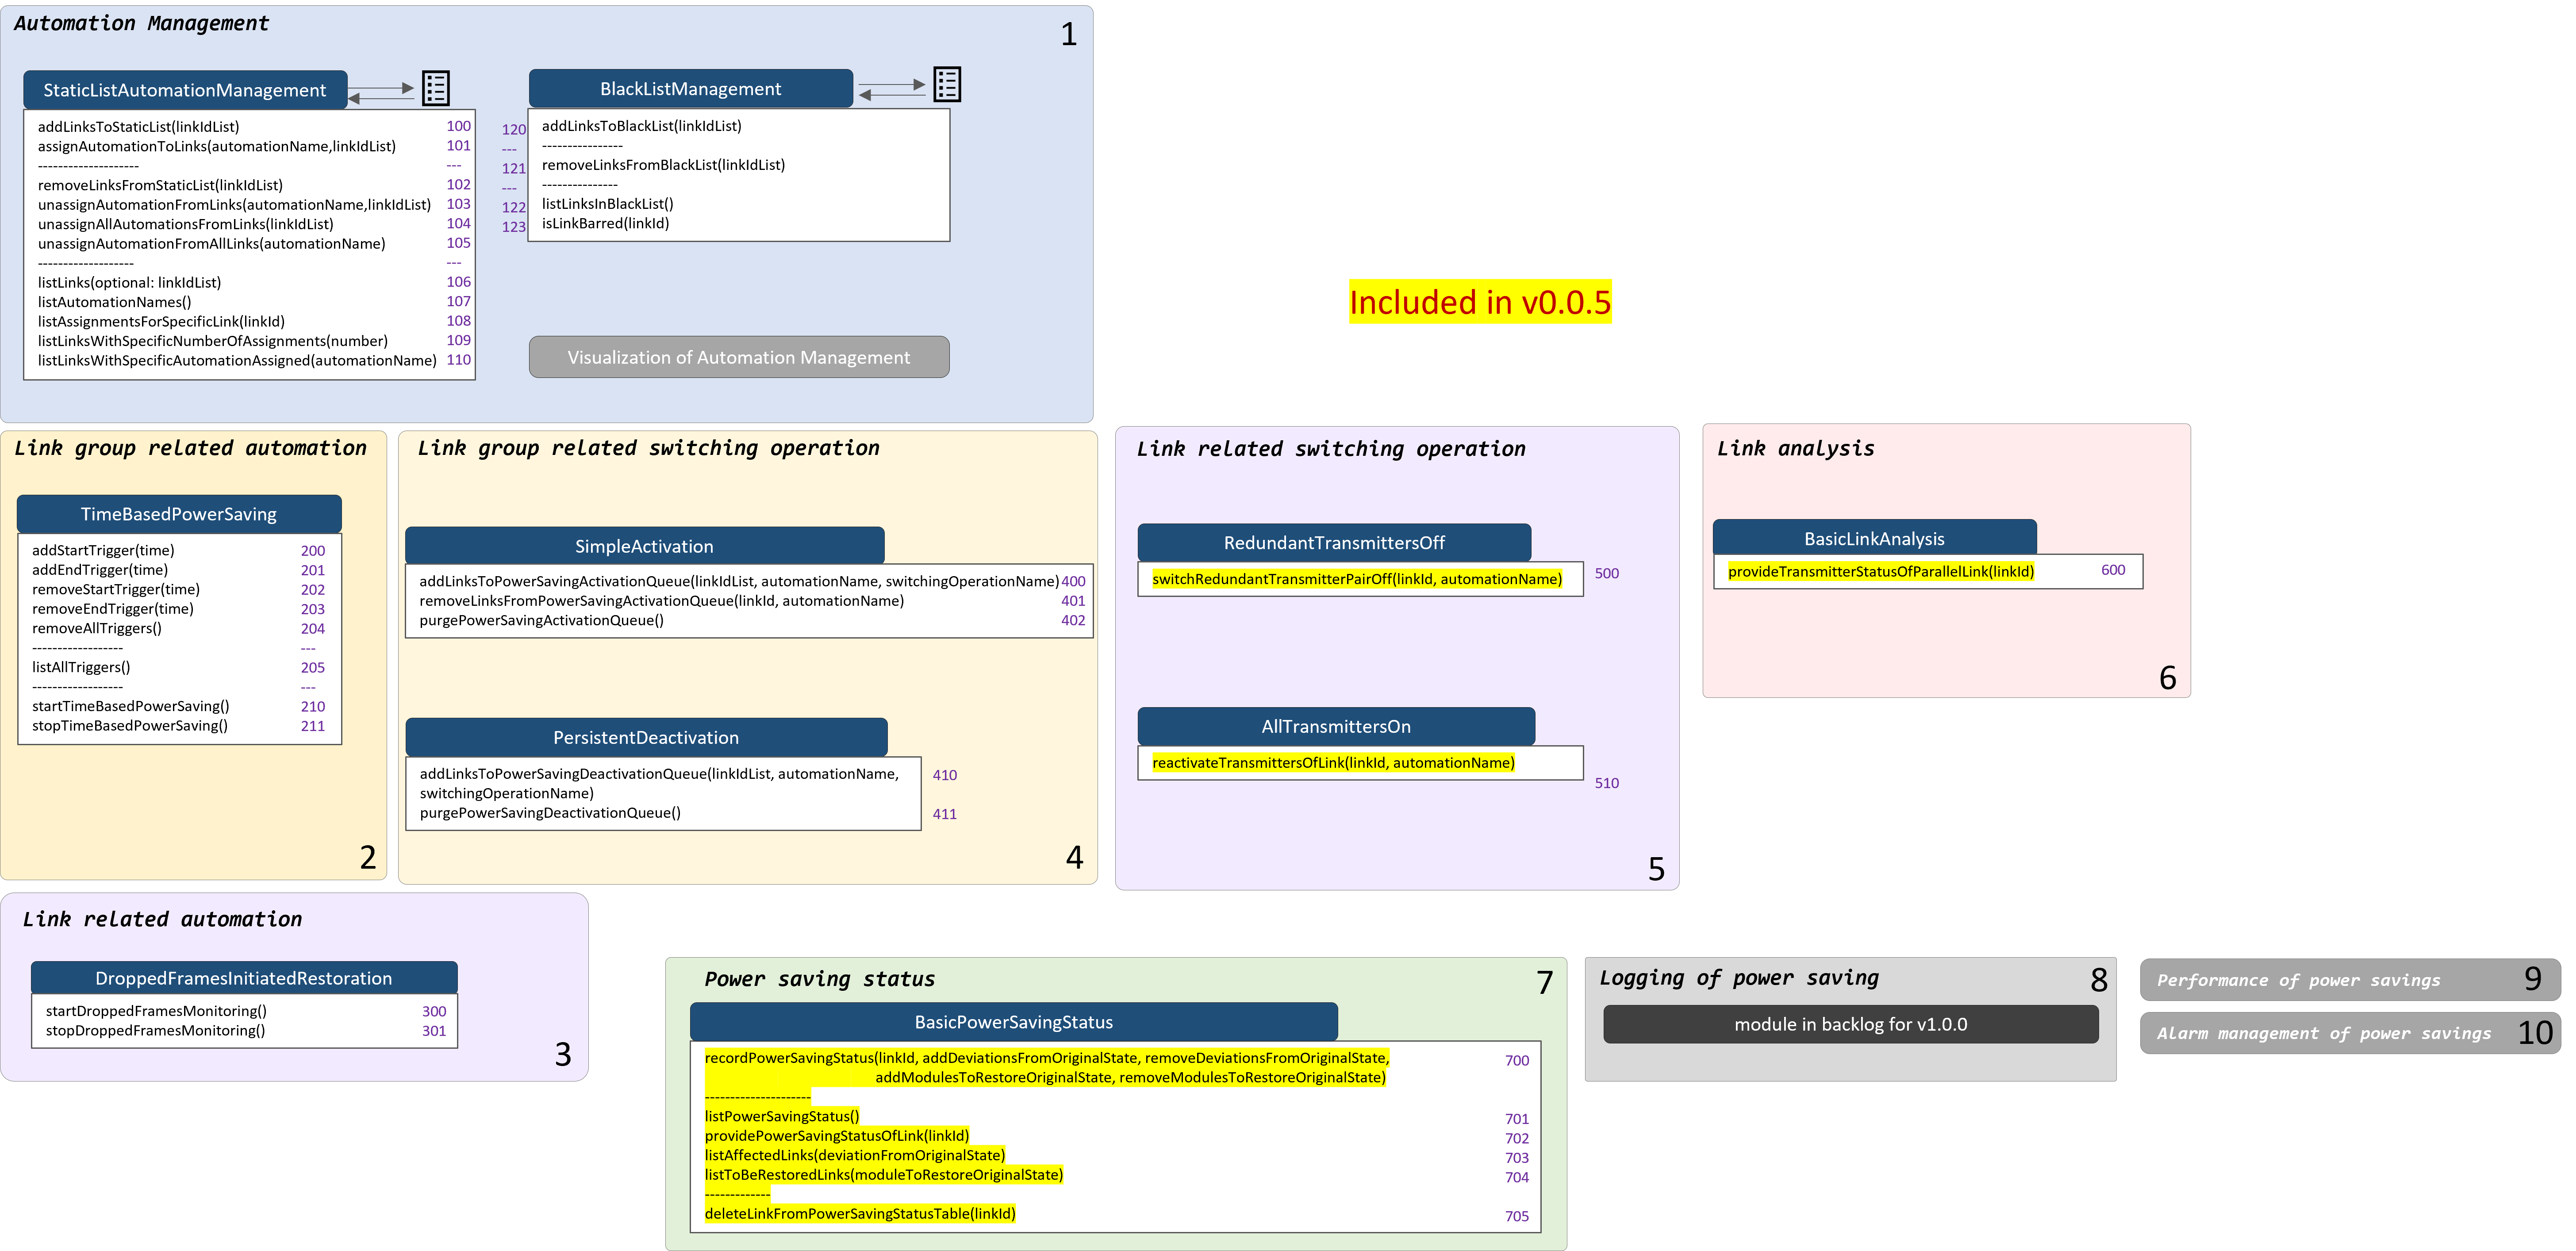 Automation Management
1
StaticListAutomationManagement
addLinksToStaticList(linkIdList) 100
assignAutomationToLinks(automationName,linkIdList) 101
-------------------- ---
removeLinksFromStaticList(linkIdList) 102
unassignAutomationFromLinks(automationName,linkIdList) 103
unassignAllAutomationsFromLinks(linkIdList) 104
unassignAutomationFromAllLinks(automationName) 105
------------------- ---
listLinks(optional: linkIdList) 106
listAutomationNames() 107
listAssignmentsForSpecificLink(linkId) 108
listLinksWithSpecificNumberOfAssignments(number) 109
listLinksWithSpecificAutomationAssigned(automationName) 110
BlackListManagement
120 addLinksToBlackList(linkIdList)
--- ----------------
121 removeLinksFromBlackList(linkIdList)
--- ---------------
122 listLinksInBlackList()
123 isLinkBarred(linkId)
Visualization of Automation Management
Included in v0.0.5
Link group related automation
TimeBasedPowerSaving
addStartTrigger(time) 200
addEndTrigger(time) 201
removeStartTrigger(time) 202
removeEndTrigger(time) 203
removeAllTriggers() 204
------------------ ---
listAllTriggers() 205
------------------ ---
startTimeBasedPowerSaving() 210
stopTimeBasedPowerSaving() 211
2
Link group related switching operation
SimpleActivation
addLinksToPowerSavingActivationQueue(linkIdList, automationName, switchingOperationName) 400
removeLinksFromPowerSavingActivationQueue(linkId, automationName) 401
purgePowerSavingActivationQueue() 402
PersistentDeactivation
addLinksToPowerSavingDeactivationQueue(linkIdList, automationName, 410
switchingOperationName)
purgePowerSavingDeactivationQueue() 411
4
Link related switching operation
RedundantTransmittersOff
switchRedundantTransmitterPairOff(linkId, automationName) 500
AllTransmittersOn
reactivateTransmittersOfLink(linkId, automationName)
510
5
Link analysis
BasicLinkAnalysis
provideTransmitterStatusOfParallelLink(linkId) 600
6
Link related automation
DroppedFramesInitiatedRestoration
startDroppedFramesMonitoring() 300
stopDroppedFramesMonitoring() 301
3
Power saving status 7
BasicPowerSavingStatus
recordPowerSavingStatus(linkId, addDeviationsFromOriginalState, removeDeviationsFromOriginalState, 700
addModulesToRestoreOriginalState, removeModulesToRestoreOriginalState)
---------------------
listPowerSavingStatus() 701
providePowerSavingStatusOfLink(linkId) 702
listAffectedLinks(deviationFromOriginalState) 703
listToBeRestoredLinks(moduleToRestoreOriginalState) 704
-------------
deleteLinkFromPowerSavingStatusTable(linkId) 705
Logging of power saving 8
module in backlog for v1.0.0
Performance of power savings 9
Alarm management of power savings 10